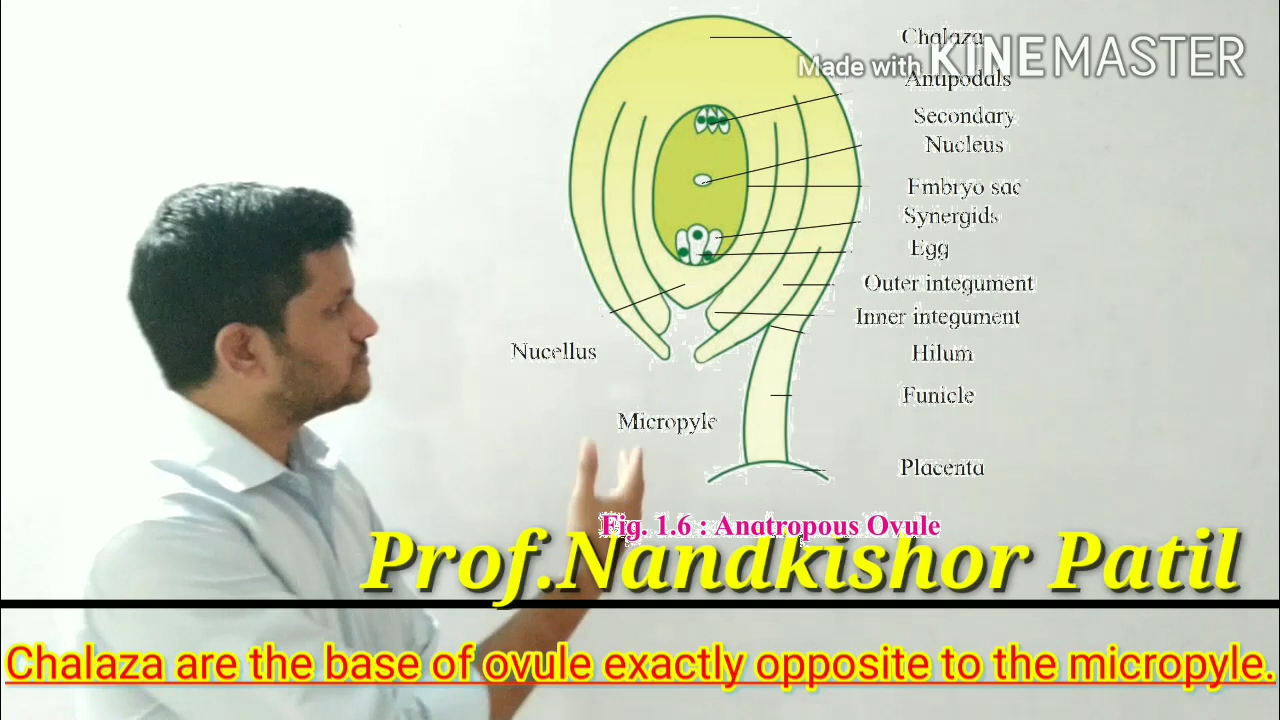 Chalaza
Made with KINEMASTER
Anupodals
Secondary
Nucleus
Embryo sac
Synergids
Egg
Outer integument
Inner integument
Nucellus
Hilum
Funicle
Micropyle
Placenta
Fig. 1.6 : Anatropous Ovule
Prof.Nandkishor Patil
Chalaza are the base of ovule exactly opposite to the micropyle.